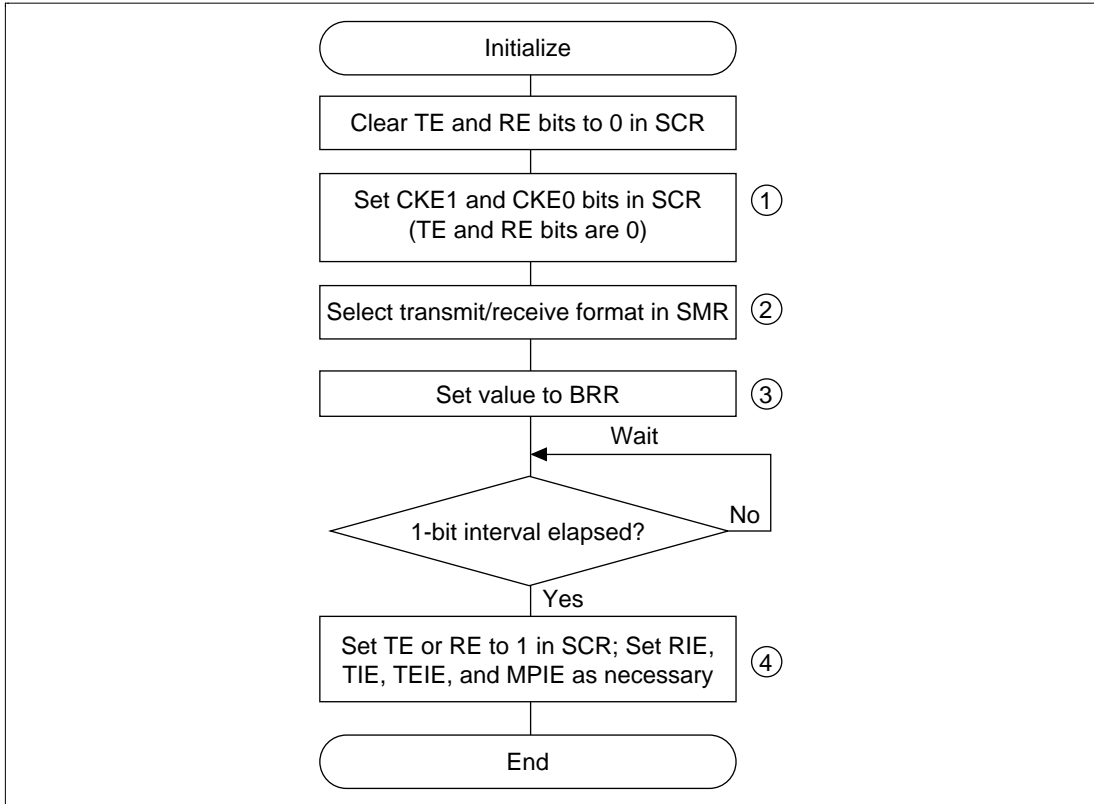 Initialize
Clear TE and RE bits to 0 in SCR
Set CKE1 and CKE0 bits in SCR
(TE and RE bits are 0)
1
Select transmit/receive format in SMR
2
Set value to BRR
3
Wait
1-bit interval elapsed?
No
Yes
Set TE or RE to 1 in SCR; Set RIE,
TIE, TEIE, and MPIE as necessary
4
End